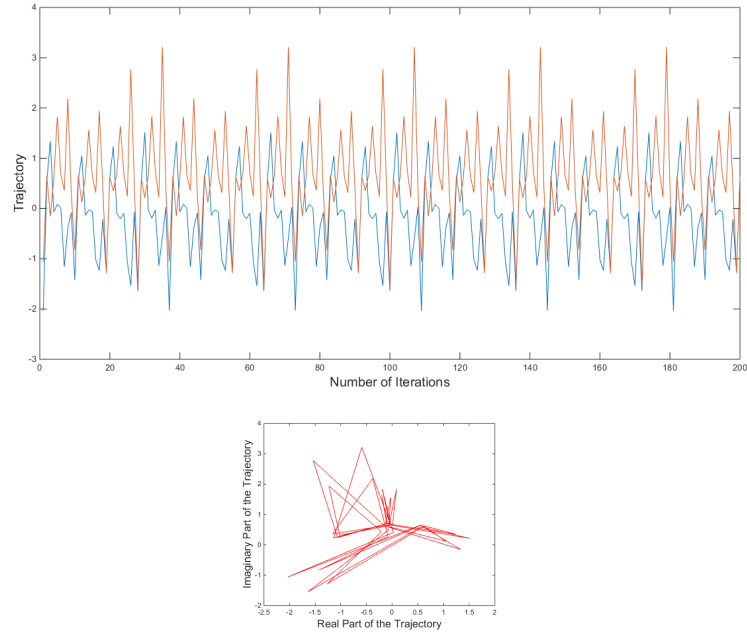 4
3
2
1
0
-1
-2
-3
Trajectory
0 20 40 60 80 100 120 140 160 180 200
Number of Iterations
4
3
2
1
0
-1
-2
Imaginary Part of the Trajectory
-2.5 -2 -1.5 -1 -0.5 0 0.5 1 1.5 2
Real Part of the Trajectory